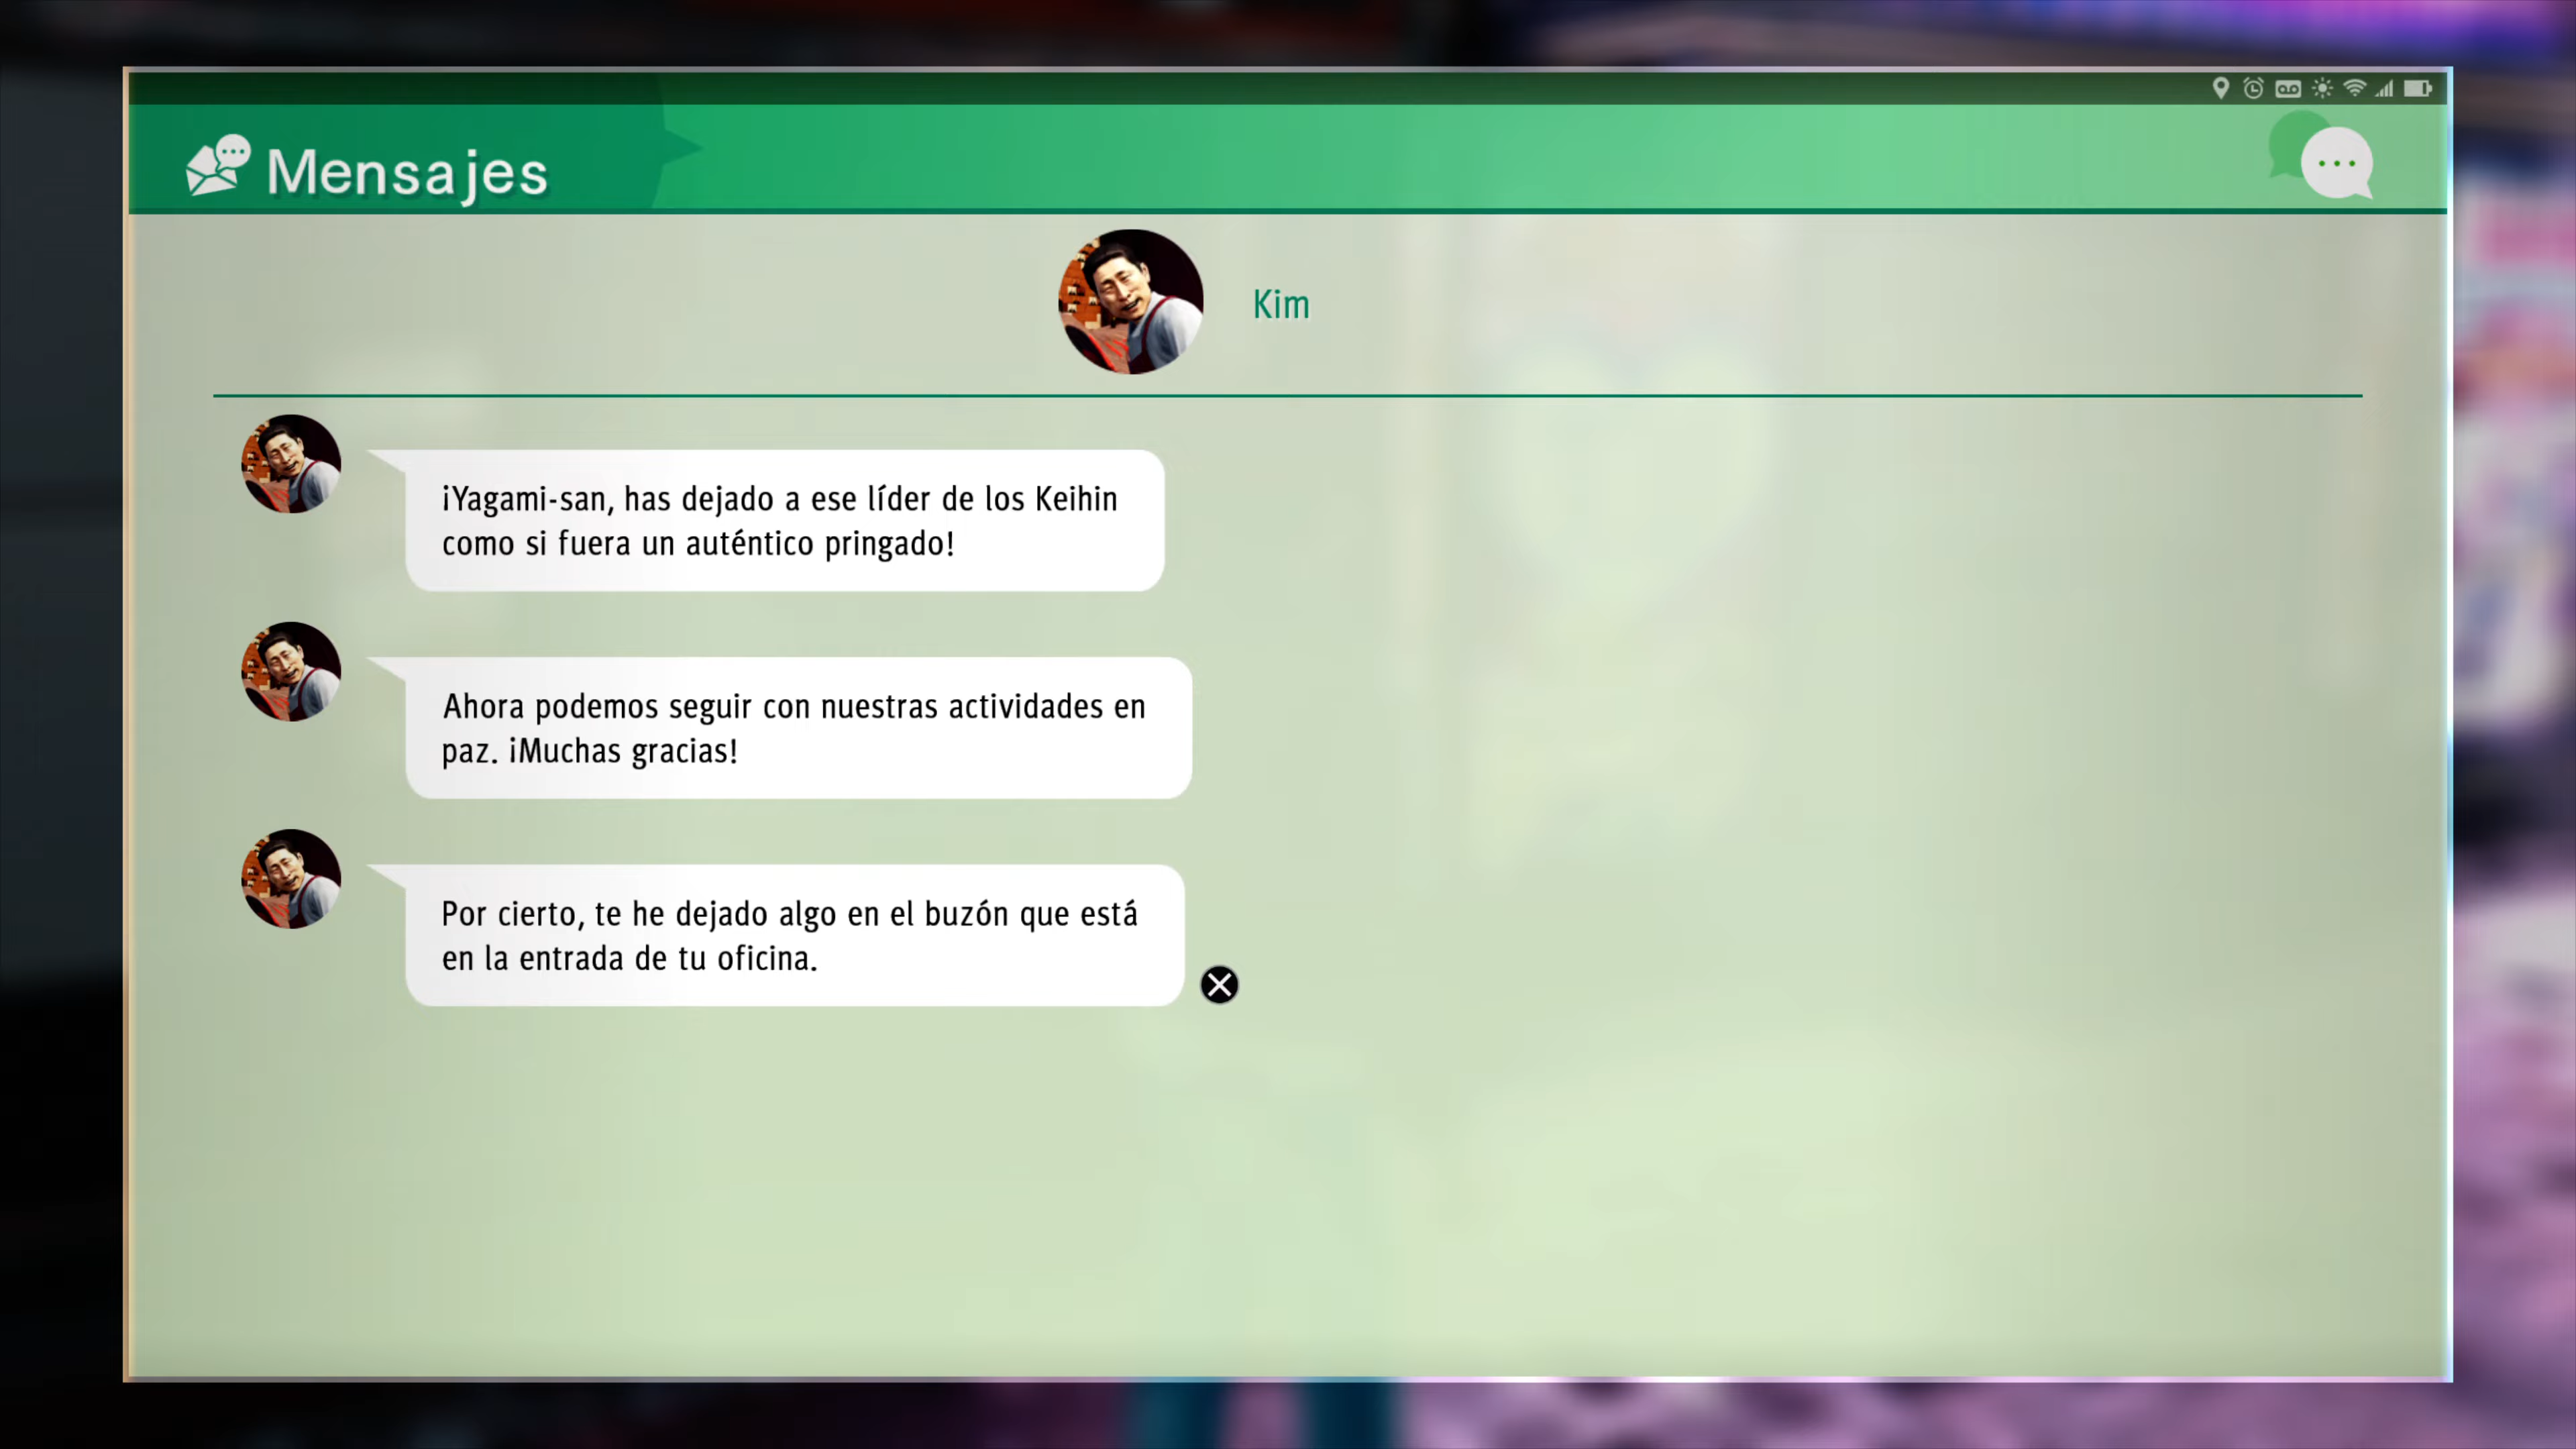 Mensajes
Kim
¡Yagami-san, has dejado a ese líder de los Keihin
como si fuera un auténtico pringado!
Ahora podemos seguir con nuestras actividades en
paz. ¡Muchas gracias!
Por cierto, te he dejado algo en el buzón que está
en la entrada de tu oficina.